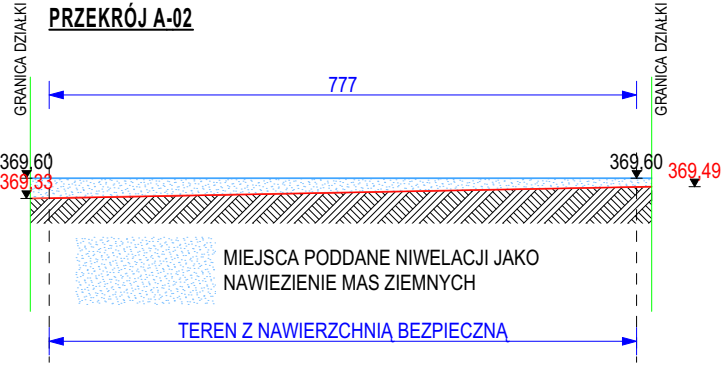 PRZEKRÓJ A-02
GRANICA DZIAŁKI
GRANICA DZIAŁKI
777
369,60
369,33
369,60
369,49
MIEJSCA PODDANE NIWELACJI JAKO
NAWIEZIENIE MAS ZIEMNYCH
TEREN Z NAWIERZCHNIĄ BEZPIECZNĄ